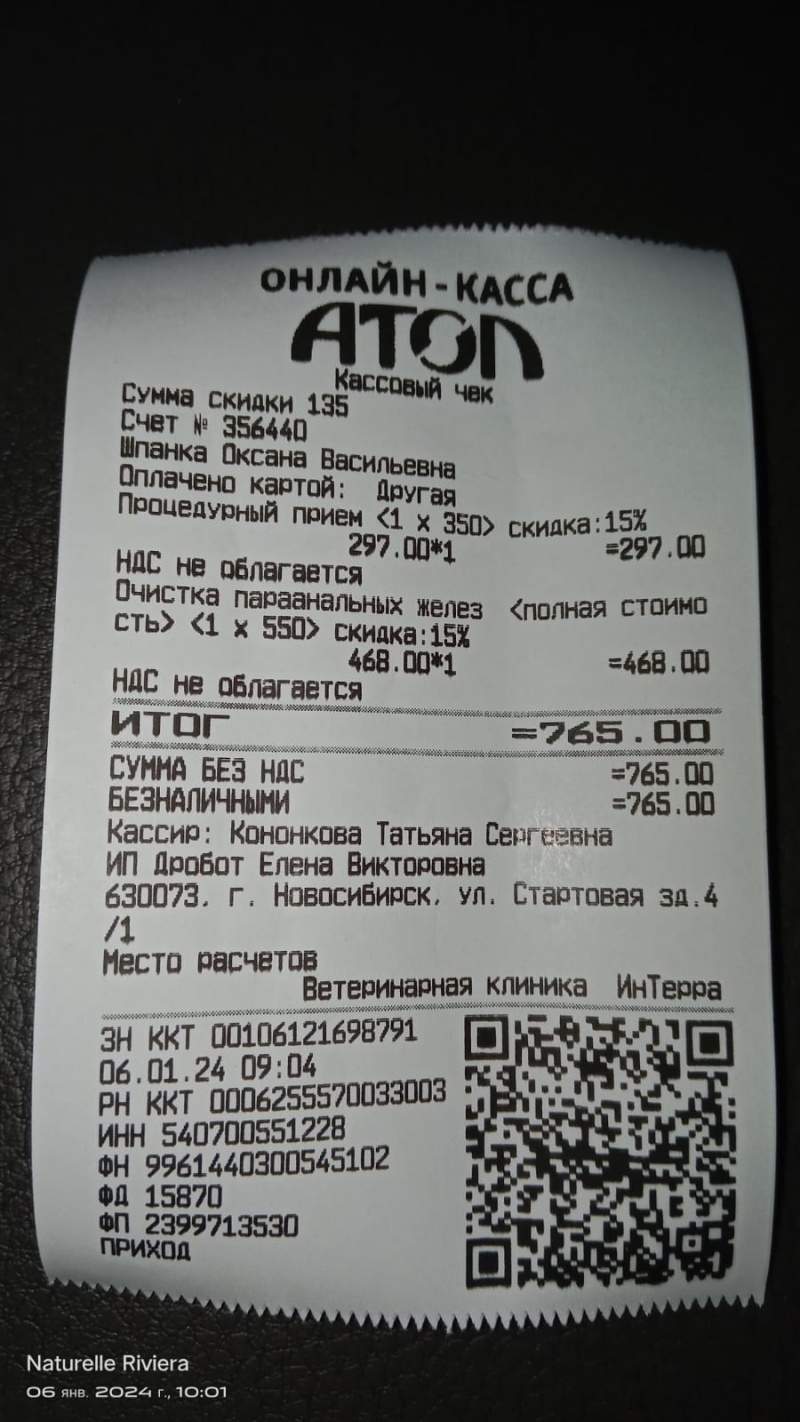 ОНЛАЙН-КАССА
АТОЛ
Кассовый чек
Сумма скидки 135
Счет № 356440
Шпанка Оксана Васильевна
Оплачено картой: Другая
Процедурный прием <1 x 350> скидка:15%
297.00*1 =297.00
НДС не облагается
Очистка параанальных желез <полная стоимо
сть> <1 x 550> скидка:15%
468.00*1 =468.00
НДС не облагается
ИТОГ =765.00
СУММА БЕЗ НДС =765.00
БЕЗНАЛИЧНЫМИ =765.00
Кассир: Кононкова Татьяна Сергеевна
ИП Дробот Елена Викторовна
630073, г. Новосибирск, ул. Стартовая зд.4
/1
Место расчетов
Ветеринарная клиника ИнТерра
ЗН ККТ 00106121698791
06.01.24 09:04
РН ККТ 0006255570033003
ИНН 540700551228
ФН 9961440300545102
ФД 15870
ФП 2399713530
ПРИХОД
Naturelle Riviera
06 янв. 2024 г., 10:01